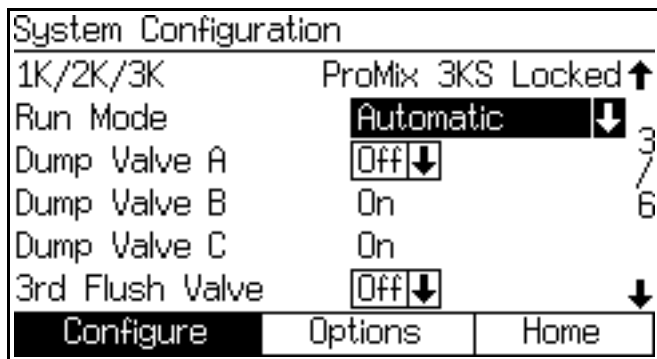 System Configuration
1K/2K/3K ProMix 3KS Locked
Run Mode Automatic
Dump Valve A Off
Dump Valve B On
Dump Valve C On
3rd Flush Valve Off
3/6
Configure Options Home